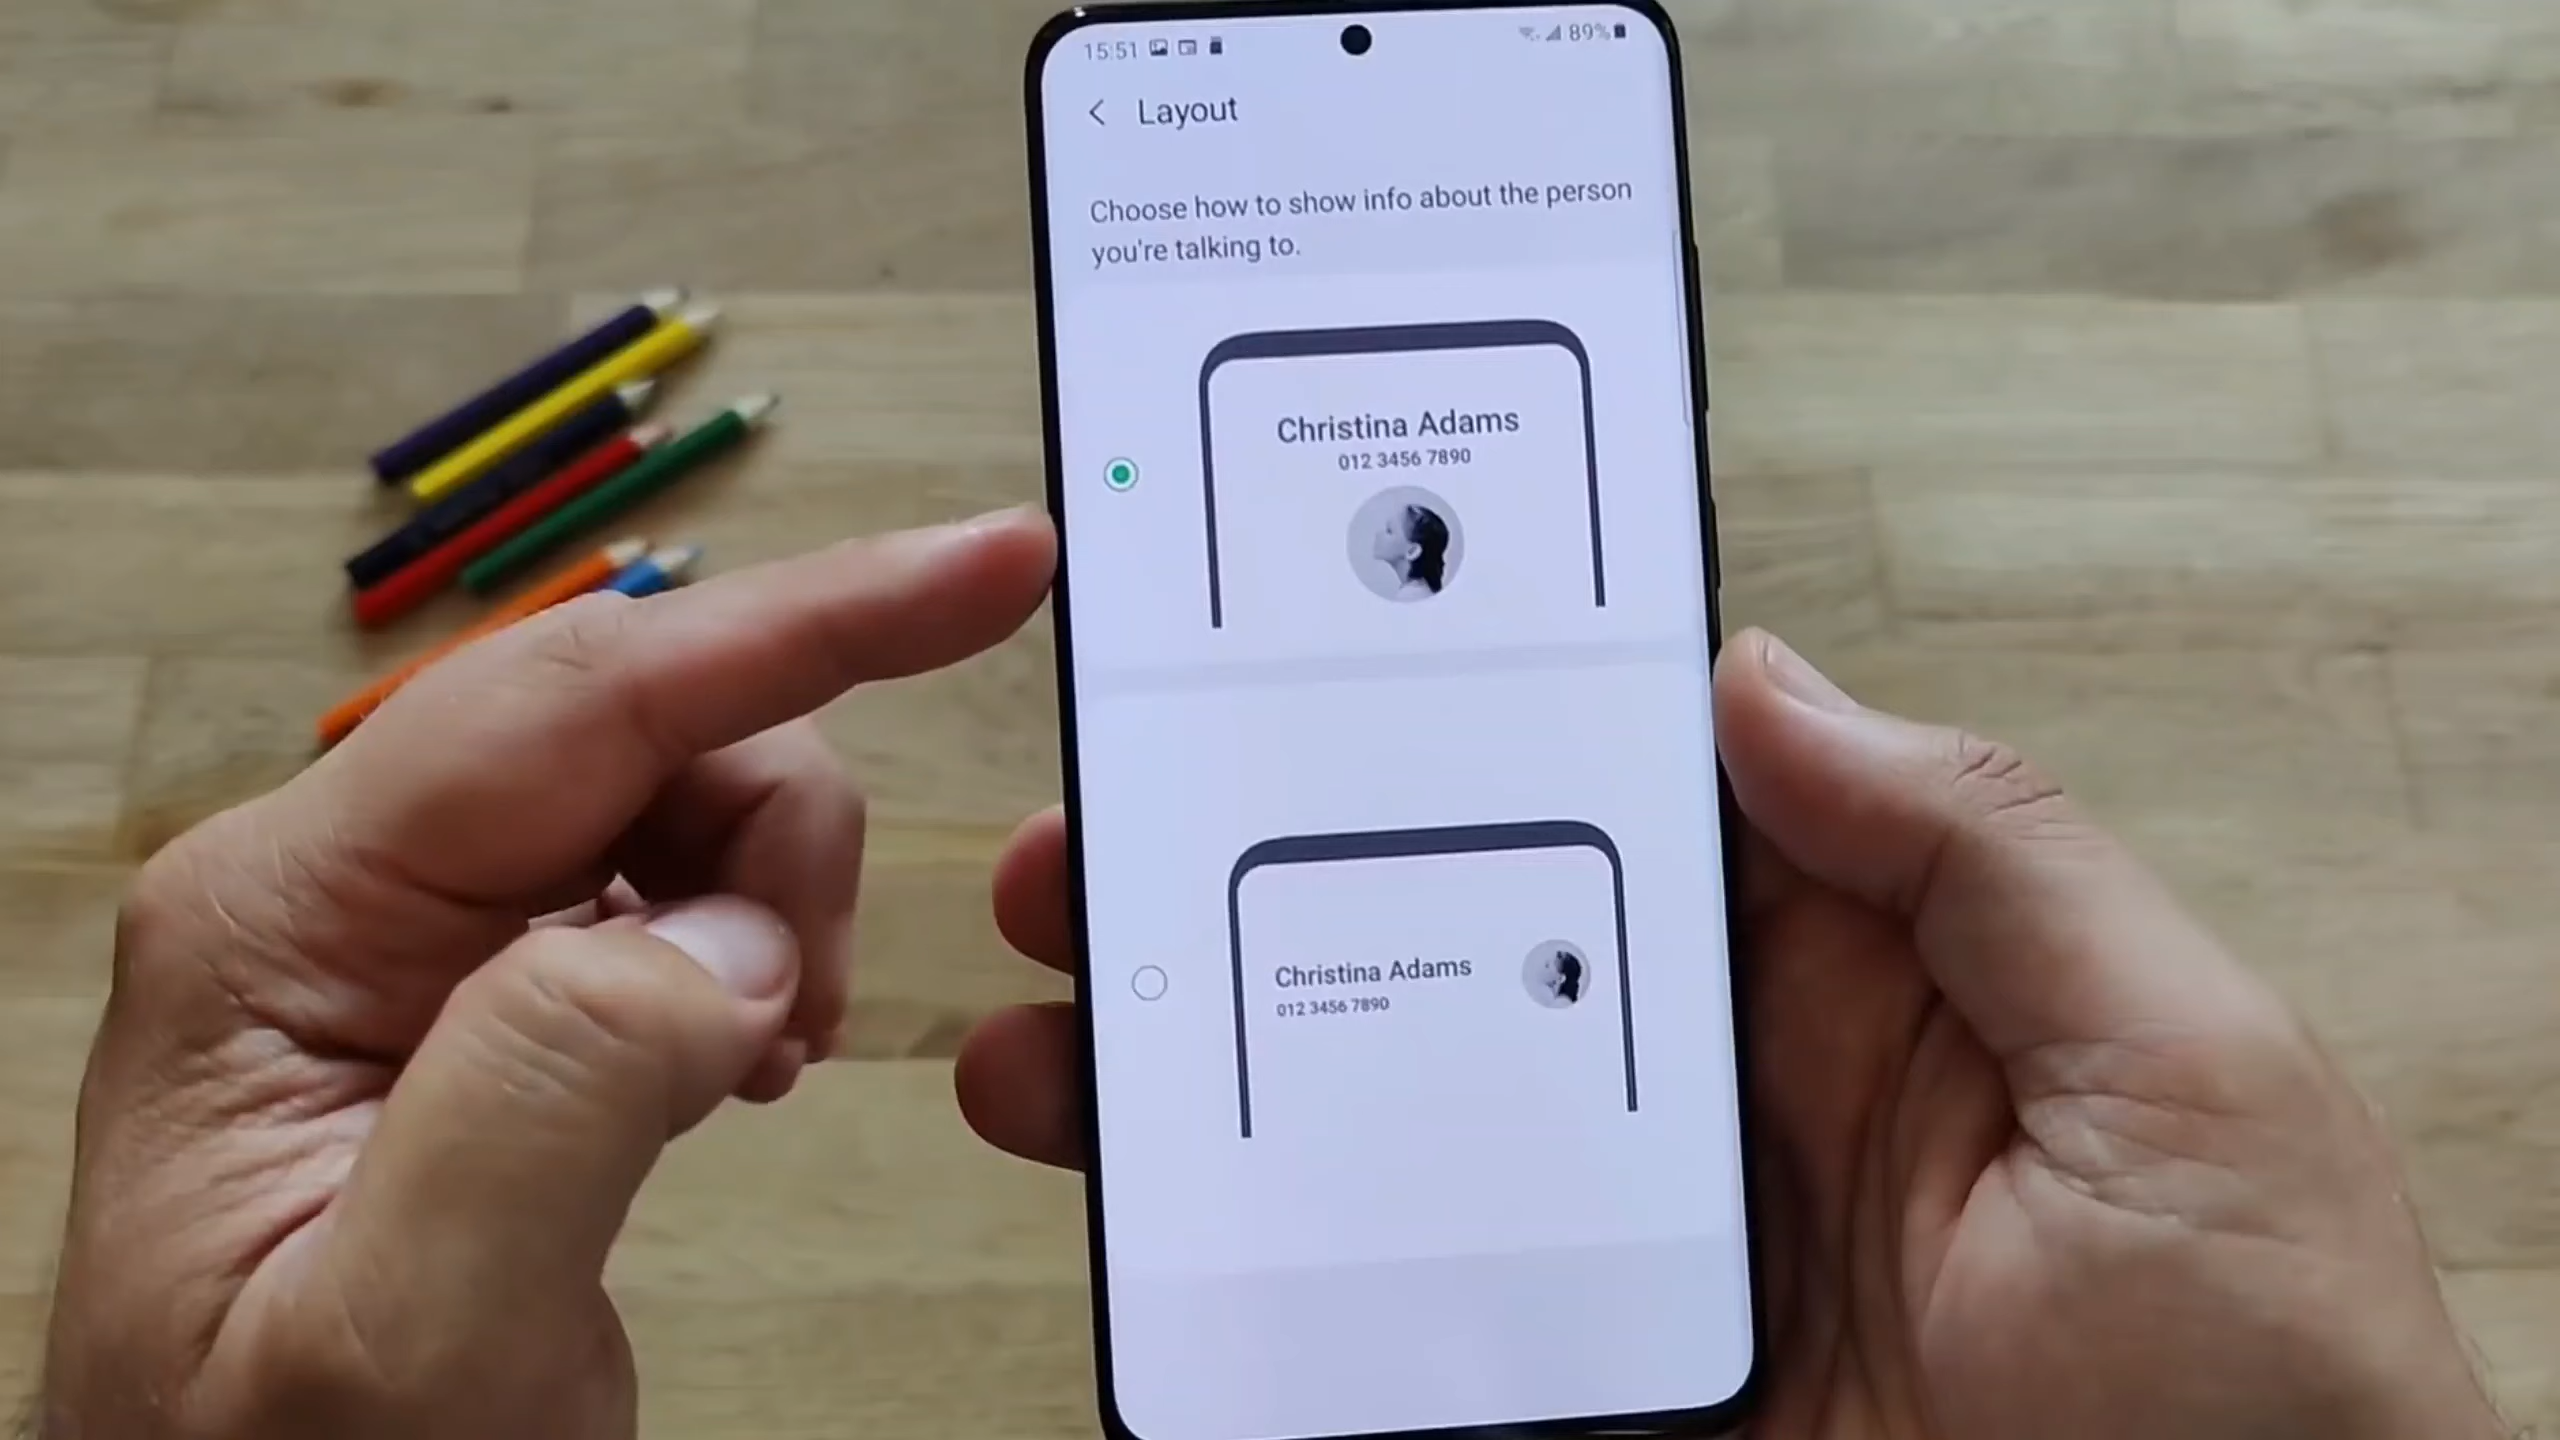 15:51
89%
Layout
Choose how to show info about the person
you're talking to.
Christina Adams
012 3456 7890
Christina Adams
012 3456 7890